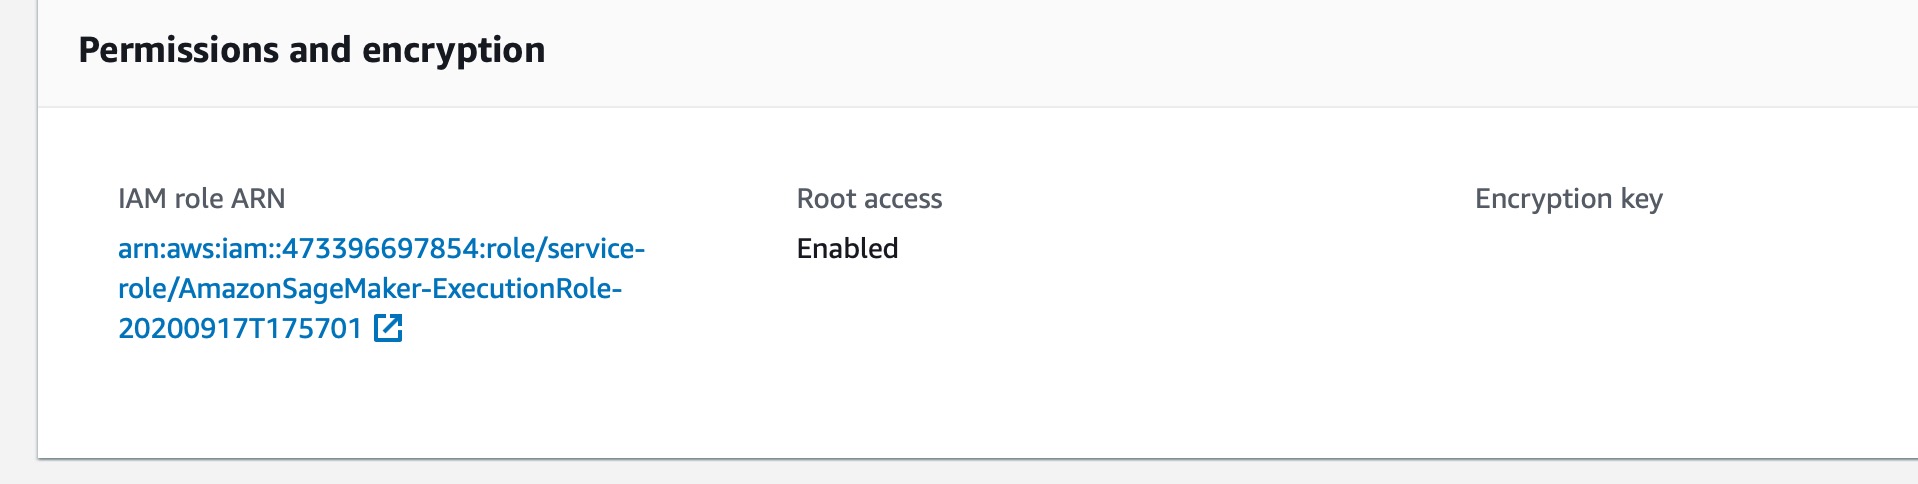 Permissions and encryption
IAM role ARN
arn:aws:iam::473396697854:role/service-
role/AmazonSageMaker-ExecutionRole-
20200917T175701
Root access
Enabled
Encryption key